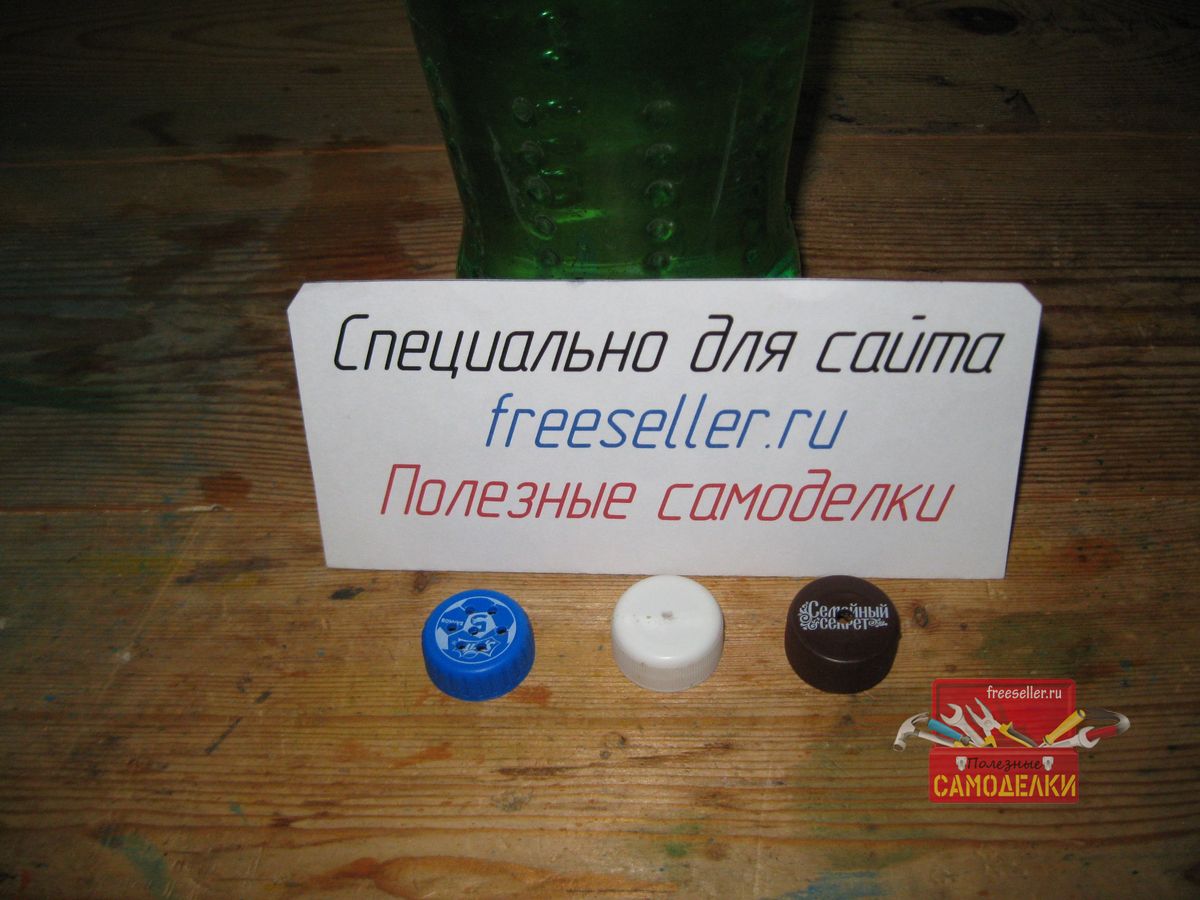 Специально для сайта
freeseller.ru
Полезные самоделки
Семейный
секрет
freeseller.ru
Полезные
САМОДЕЛКИ